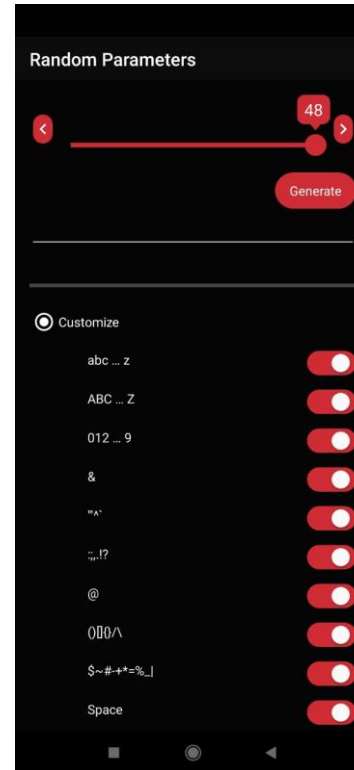 Random Parameters
48
Generate
Customize
abc ... z
ABC ... Z
012 ... 9
&
"'^`
:;,.!?
@
()[]{}/\
$~#-+*=%_|
Space